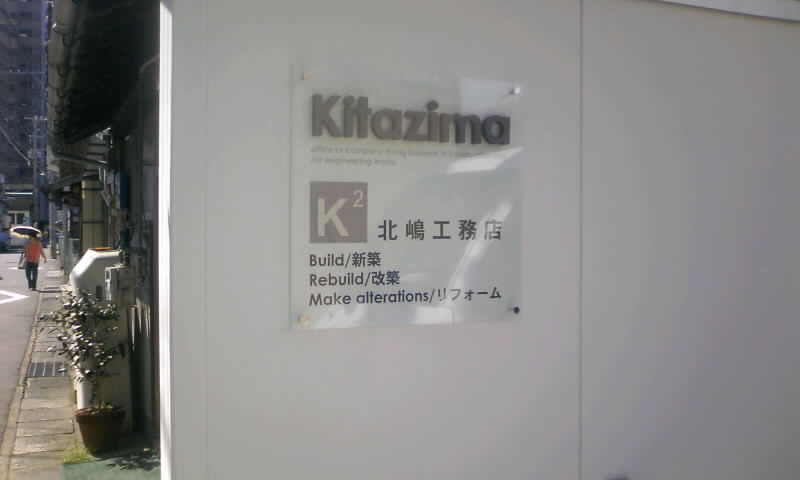 Kitazima
K2
北嶋工務店
Build/新築
Rebuild/改築
Make alterations/リフォーム